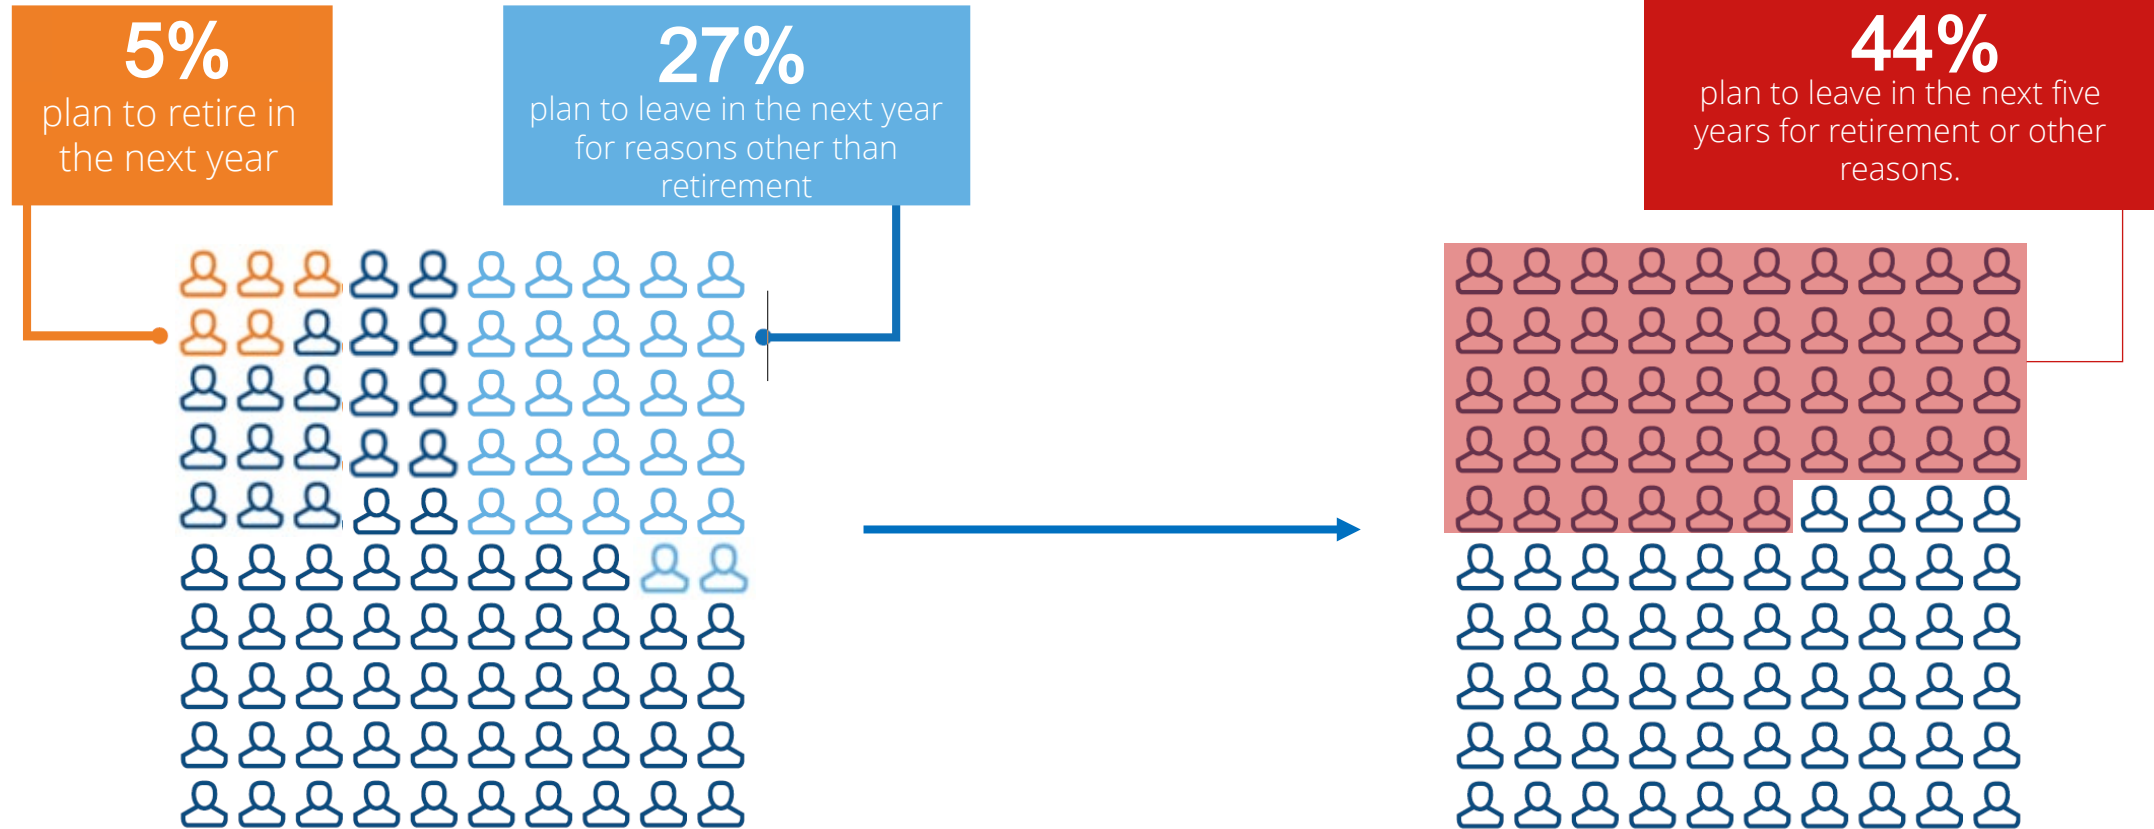 5%
plan to retire in
the next year
27%
plan to leave in the next year
for reasons other than
retirement
44%
plan to leave in the next five
years for retirement or other
reasons.